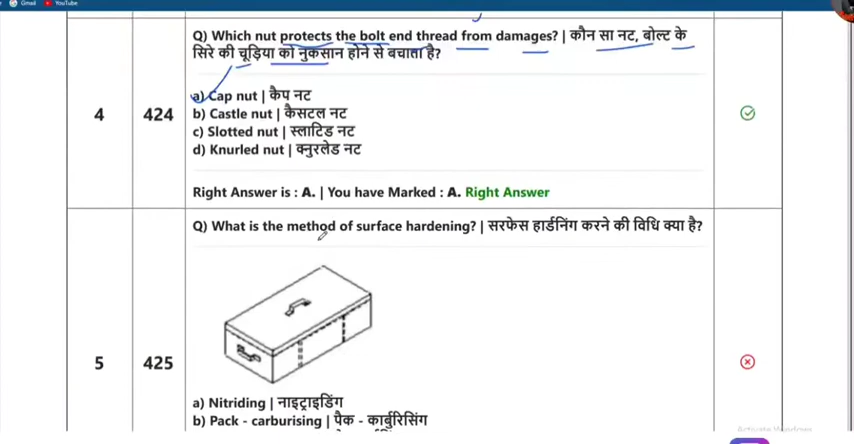 Gmail YouTube
Q) Which nut protects the bolt end thread from damages? | कौन सा नट, बोल्ट के
सिरे की चूड़िया को नुकसान होने से बचाता है?
4 424
a) Cap nut | कैप नट
b) Castle nut | कैसटल नट
c) Slotted nut | स्लाटिड नट
d) Knurled nut | क्नुरलेड नट
Right Answer is : A. | You have Marked : A. Right Answer
Q) What is the method of surface hardening? | सरफेस हार्डनिंग करने की विधि क्या है?
5 425
a) Nitriding | नाइट्राइडिंग
b) Pack - carburising | पैक - कार्बुरिसिंग
Activate Windows